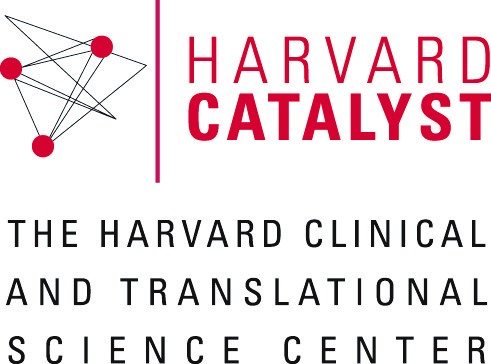 HARVARD
CATALYST
THE HARVARD CLINICAL
AND TRANSLATIONAL
SCIENCE CENTER